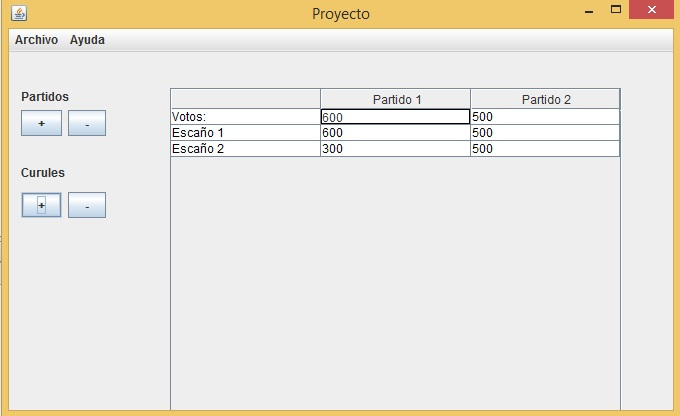 Proyecto
Archivo Ayuda
Partidos
+ -
Curules
+ -
Partido 1 Partido 2
Votos: 600 500
Escaño 1 600 500
Escaño 2 300 500